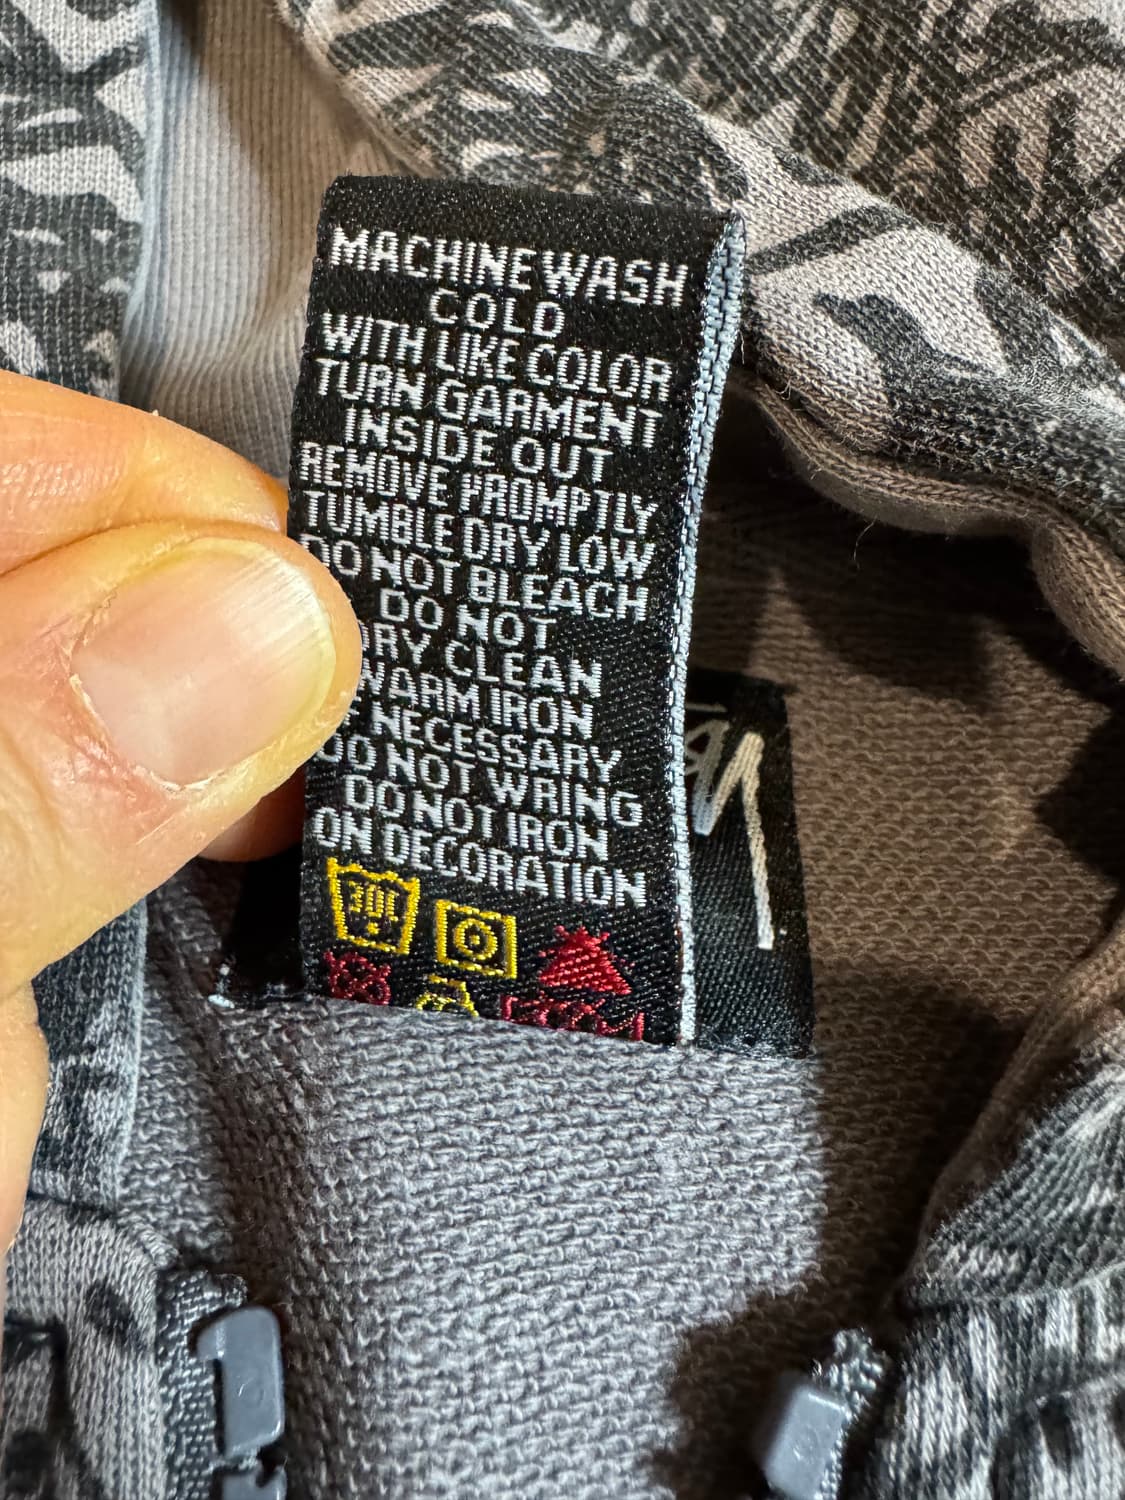 MACHINE WASH
COLD
WITH LIKE COLOR
TURN GARMENT
INSIDE OUT
REMOVE PROMPTLY
TUMBLE DRY LOW
DO NOT BLEACH
DO NOT
DRY CLEAN
WARM IRON
F NECESSARY
DO NOT WRING
DO NOT IRON
ON DECORATION
30C